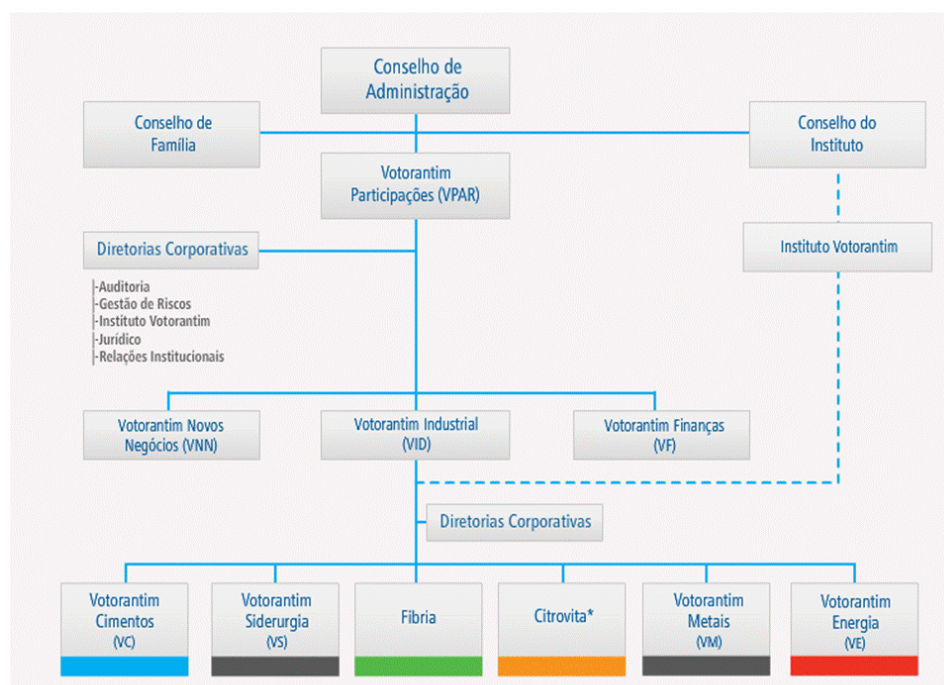 Conselho de
Administração
Conselho de
Família
Conselho do
Instituto
Votorantim
Participações (VPAR)
Diretorias Corporativas
Instituto Votorantim
|-Auditoria
|-Gestão de Riscos
|-Instituto Votorantim
|-Jurídico
|-Relações Institucionais
Votorantim Novos
Negócios (VNN)
Votorantim Industrial
(VID)
Votorantim Finanças
(VF)
Diretorias Corporativas
Votorantim
Cimentos
(VC)
Votorantim
Siderurgia
(VS)
Fibria
Citrovita*
Votorantim
Metais
(VM)
Votorantim
Energia
(VE)